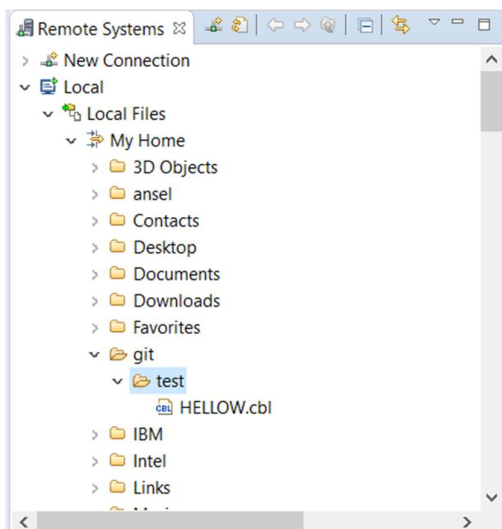 Remote Systems
New Connection
Local
Local Files
My Home
3D Objects
ansel
Contacts
Desktop
Documents
Downloads
Favorites
git
test
CBL HELLOW.cbl
IBM
Intel
Links